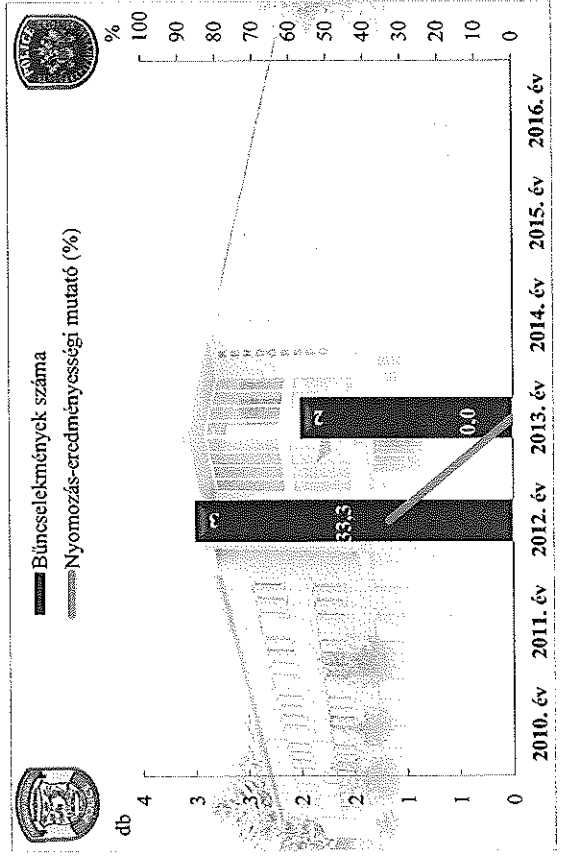 Bűncselekmények száma
Nyomozás-eredményességi mutató (%)
db
%
4
3
3
2
2
1
1
0
100
90
80
70
60
50
40
30
20
10
0
3
33.3
2
0.0
RENDŐRSÉG
2010. év
2011. év
2012. év
2013. év
2014. év
2015. év
2016. év